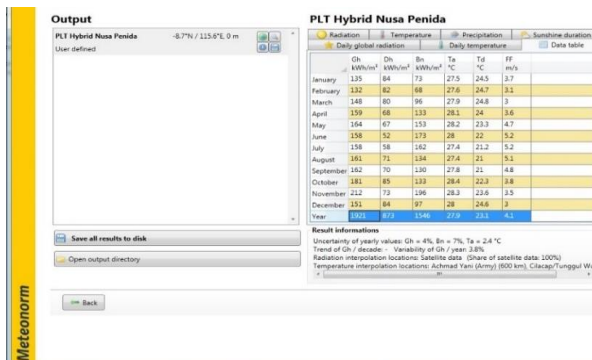 Output
PLT Hybrid Nusa Penida -8.7°N / 115.6°E, 0 m
User defined
Save all results to disk
Open output directory
Back
Meteonorm
PLT Hybrid Nusa Penida
Radiation Temperature Precipitation Sunshine duration
Daily global radiation Daily temperature Data table
Gh Dh Bn Ta Td FF
kWh/m² kWh/m² kWh/m² °C °C m/s
January 135 84 73 27.5 24.5 3.7
February 132 82 68 27.6 24.7 3.1
March 148 80 96 27.9 24.8 3
April 159 68 133 28.1 24 3.6
May 164 67 153 28.2 23.3 4.7
June 158 52 173 28 22 5.2
July 158 58 162 27.4 21.2 5.2
August 161 71 134 27.4 21 5.1
September 162 70 130 27.8 21 4.8
October 181 85 133 28.4 22.3 3.8
November 212 73 196 28.3 23.6 3.5
December 151 84 97 28 24.6 3
Year 1921 873 1546 27.9 23.1 4.1
Result informations
Uncertainty of yearly values: Gh = 4%, Bn = 7%, Ta = 2.4 °C
Trend of Gh / decade: - Variability of Gh / year: 3.8%
Radiation interpolation locations: Satellite data (Share of satellite data: 100%)
Temperature interpolation locations: Achmad Yani (Army) (600 km), Cilacap/Tunggul W